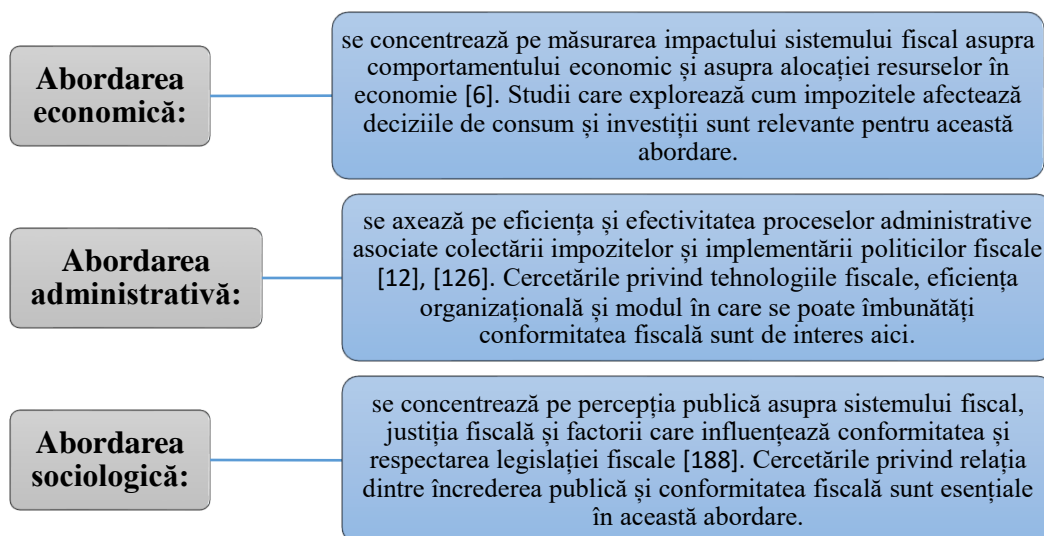 Abordarea
economică:
se concentrează pe măsurarea impactului sistemului fiscal asupra
comportamentului economic și asupra alocației resurselor în
economie [6]. Studii care explorează cum impozitele afectează
deciziile de consum și investiții sunt relevante pentru această
abordare.
Abordarea
administrativă:
se axează pe eficiența și efectivitatea proceselor administrative
asociate colectării impozitelor și implementării politicilor fiscale
[12], [126]. Cercetările privind tehnologiile fiscale, eficiența
organizațională și modul în care se poate îmbunătăți
conformitatea fiscală sunt de interes aici.
Abordarea
sociologică:
se concentrează pe percepția publică asupra sistemului fiscal,
justiția fiscală și factorii care influențează conformitatea și
respectarea legislației fiscale [188]. Cercetările privind relația
dintre încrederea publică și conformitatea fiscală sunt esențiale
în această abordare.